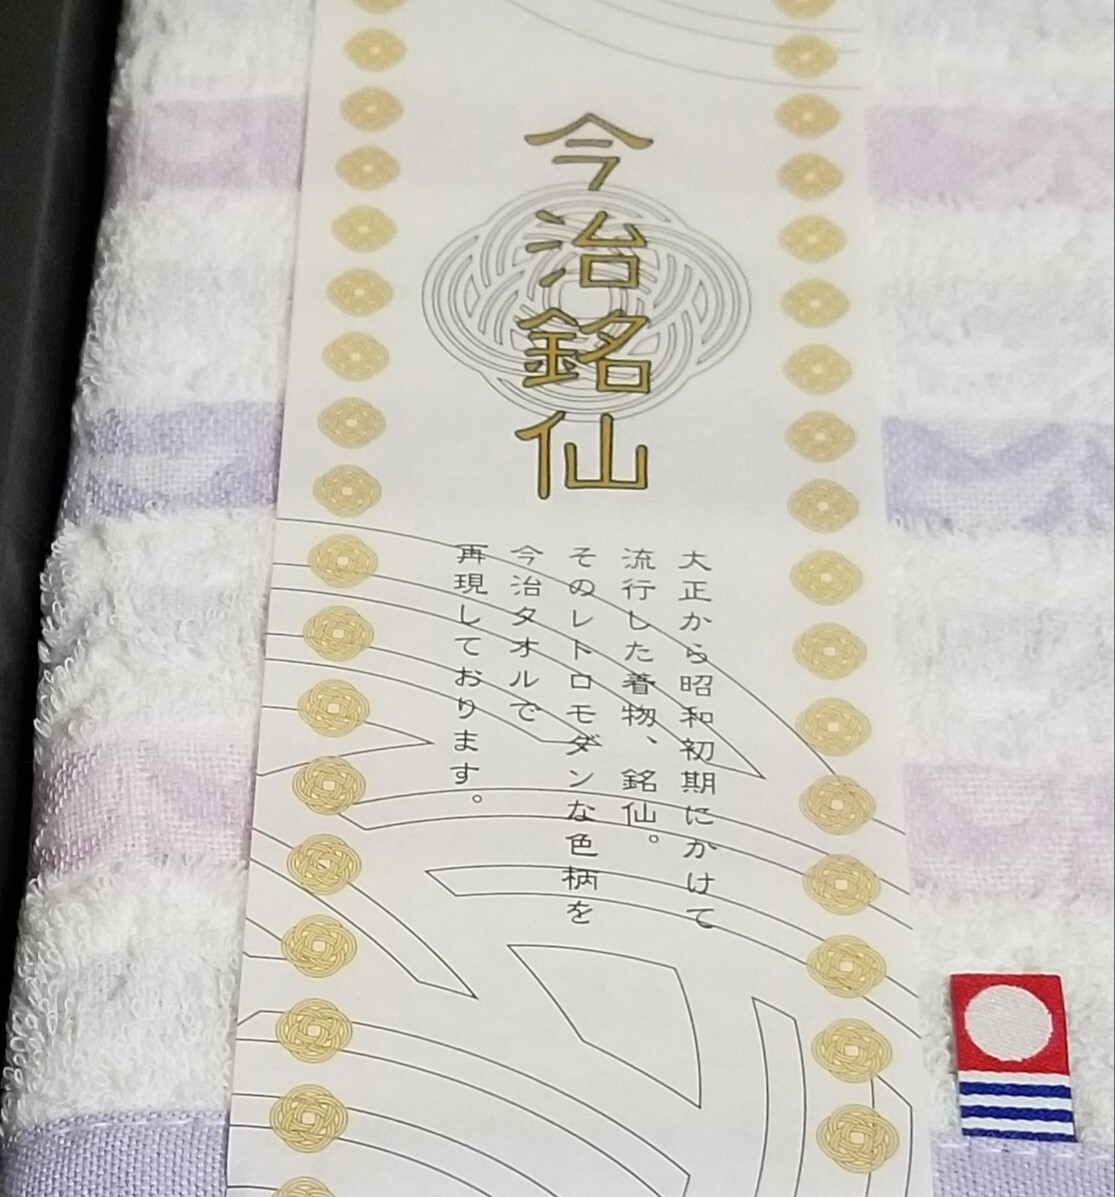 今治銘仙
大正から昭和初期にかけて
流行した着物、銘仙。
そのレトロモダンな色柄を
今治タオルで
再現しております。